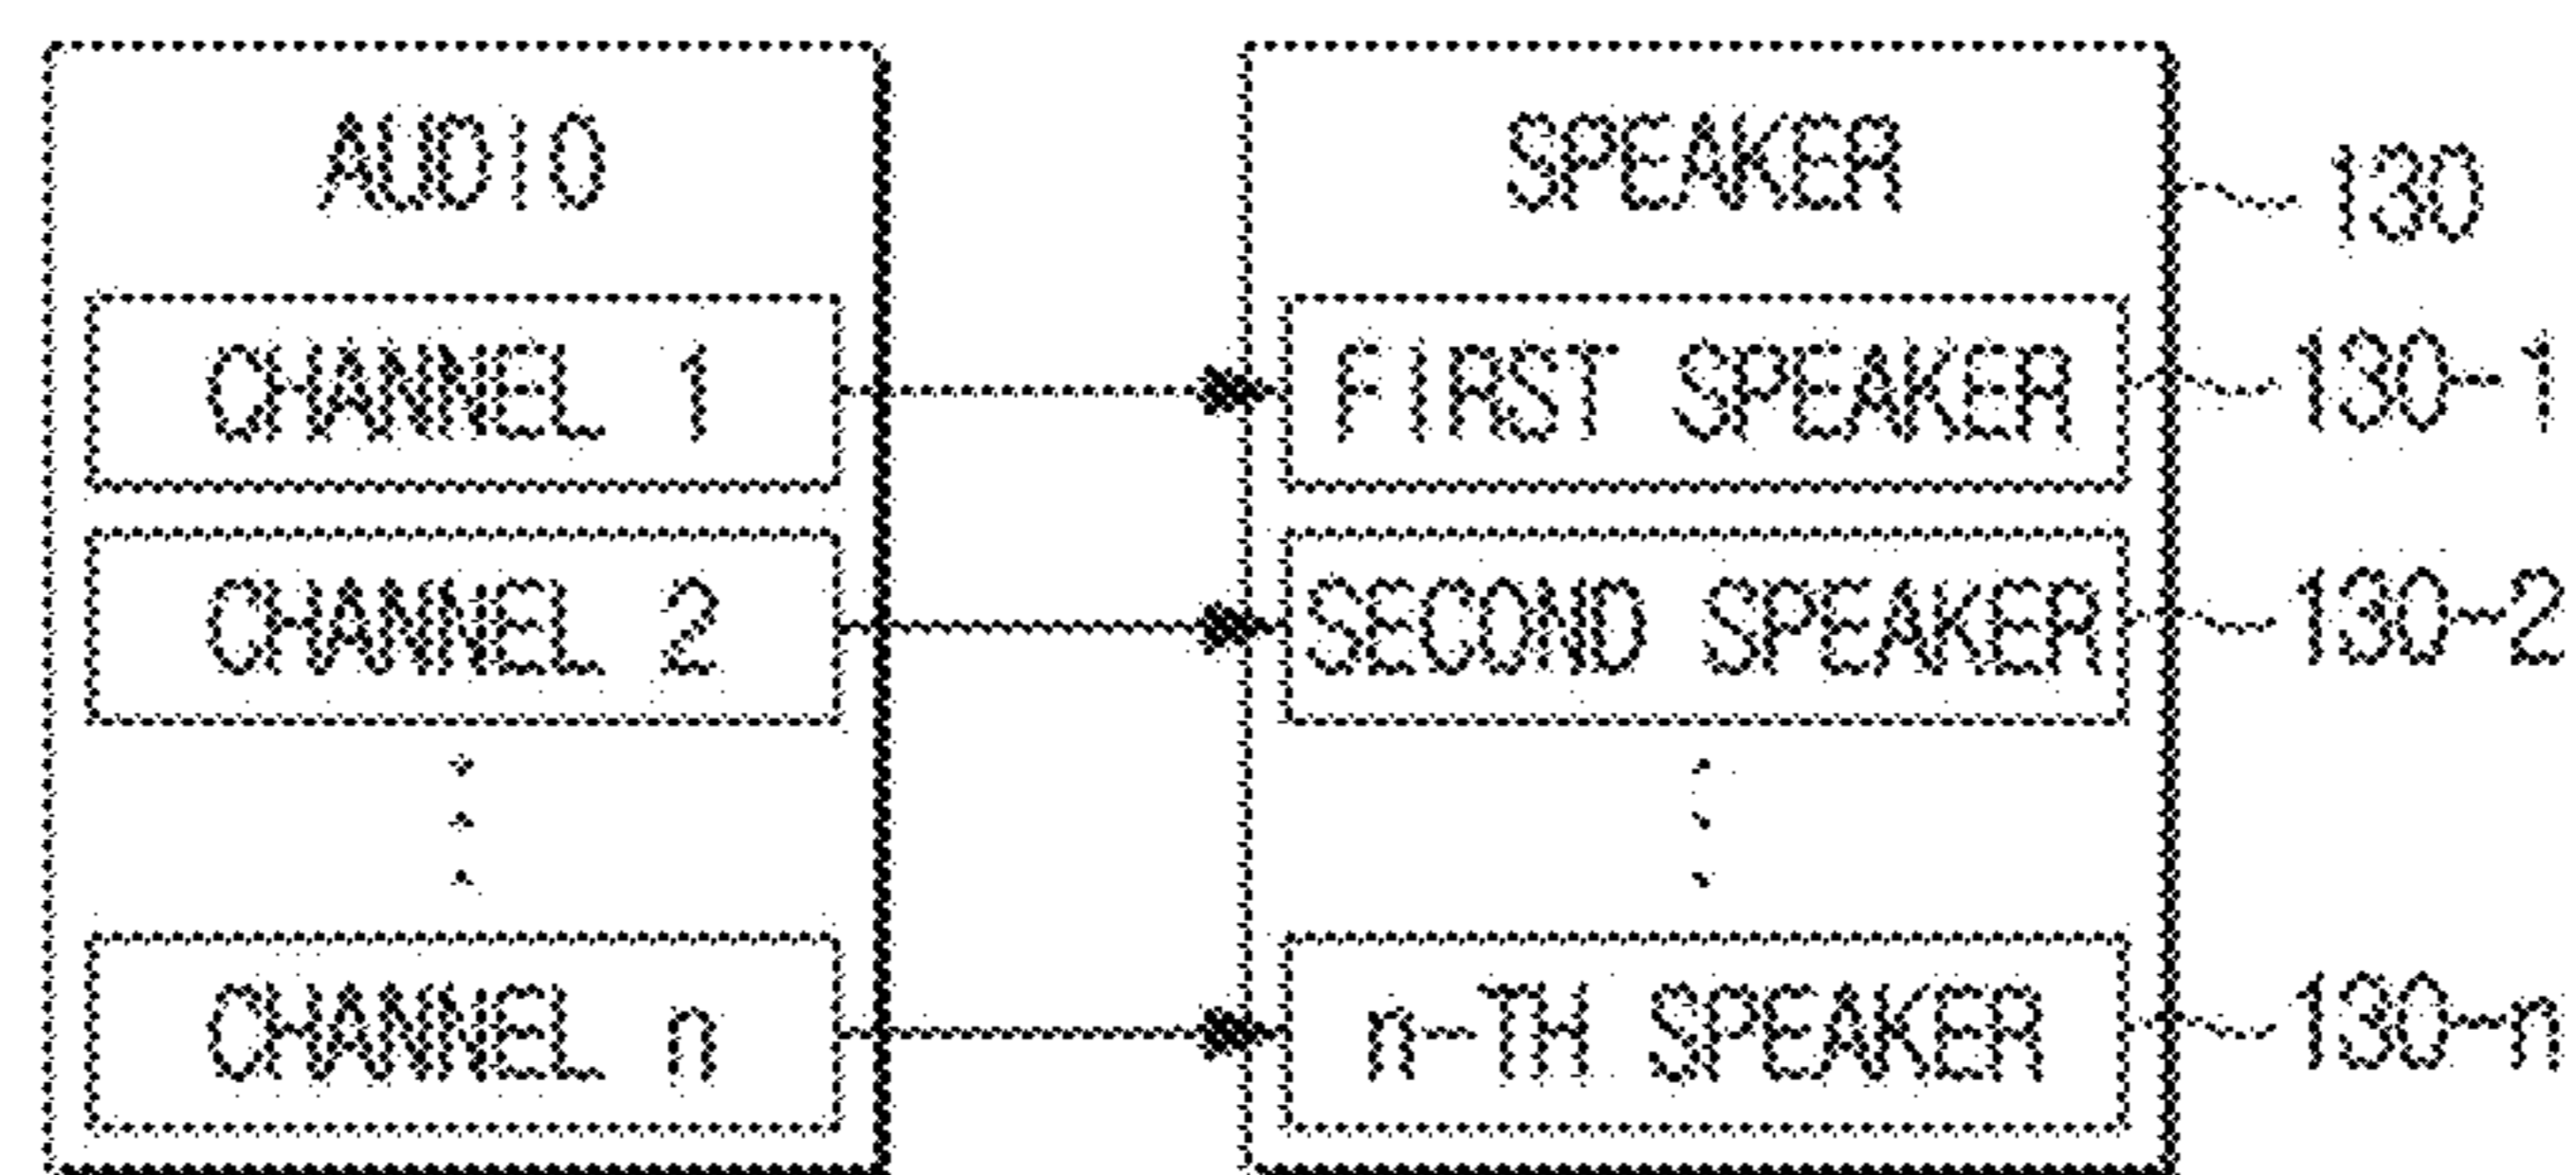 AUDIO
SPEAKER
130
CHANNEL 1
FIRST SPEAKER
130-1
CHANNEL 2
SECOND SPEAKER
130-2
CHANNEL n
n-TH SPEAKER
130-n